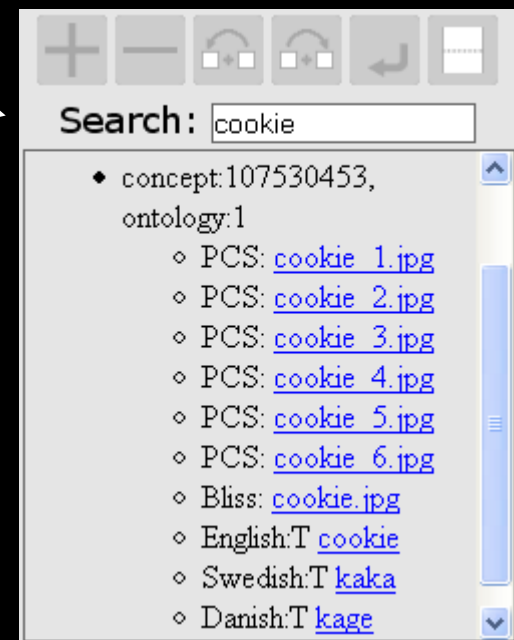 Search: cookie
concept:107530453,
ontology:1
PCS: cookie_1.jpg
PCS: cookie_2.jpg
PCS: cookie_3.jpg
PCS: cookie_4.jpg
PCS: cookie_5.jpg
PCS: cookie_6.jpg
Bliss: cookie.jpg
English:T cookie
Swedish:T kaka
Danish:T kage